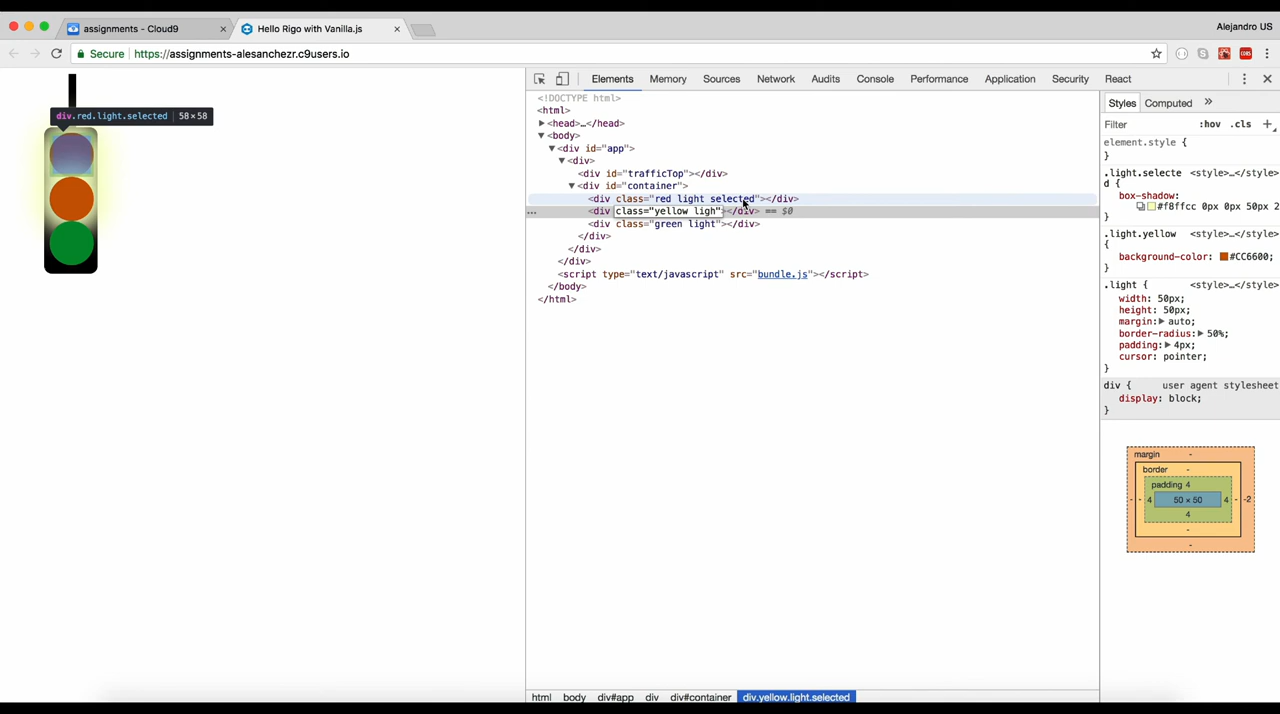 assignments - Cloud9 × Hello Rigo with Vanilla.js × Alejandro US
Secure https://assignments-alesanchezr.c9users.io
Elements Memory Sources Network Audits Console Performance Application Security React
div.red.light.selected 58×58
<!DOCTYPE html>
<html>
<head>…</head>
<body>
<div id="app">
<div>
<div id="trafficTop"></div>
<div id="container">
<div class="red light selected"></div>
… <div class="yellow ligh"></div> == $0
<div class="green light"></div>
</div>
</div>
</div>
<script type="text/javascript" src="bundle.js"></script>
</body>
</html>
html body div#app div div#container div.yellow.light.selected
Styles Computed »
Filter :hov .cls +
element.style {
}
.light.selecte <style>…</style>
d {
box-shadow:
#f8ffcc 0px 0px 50px 2
}
.light.yellow <style>…</style>
{
background-color: #CC6600;
}
.light { <style>…</style>
width: 50px;
height: 50px;
margin: auto;
border-radius: 50%;
padding: 4px;
cursor: pointer;
}
div { user agent stylesheet
display: block;
}
margin -
border -
padding 4
- - 4 50 × 50 4 - -2
4
-
-